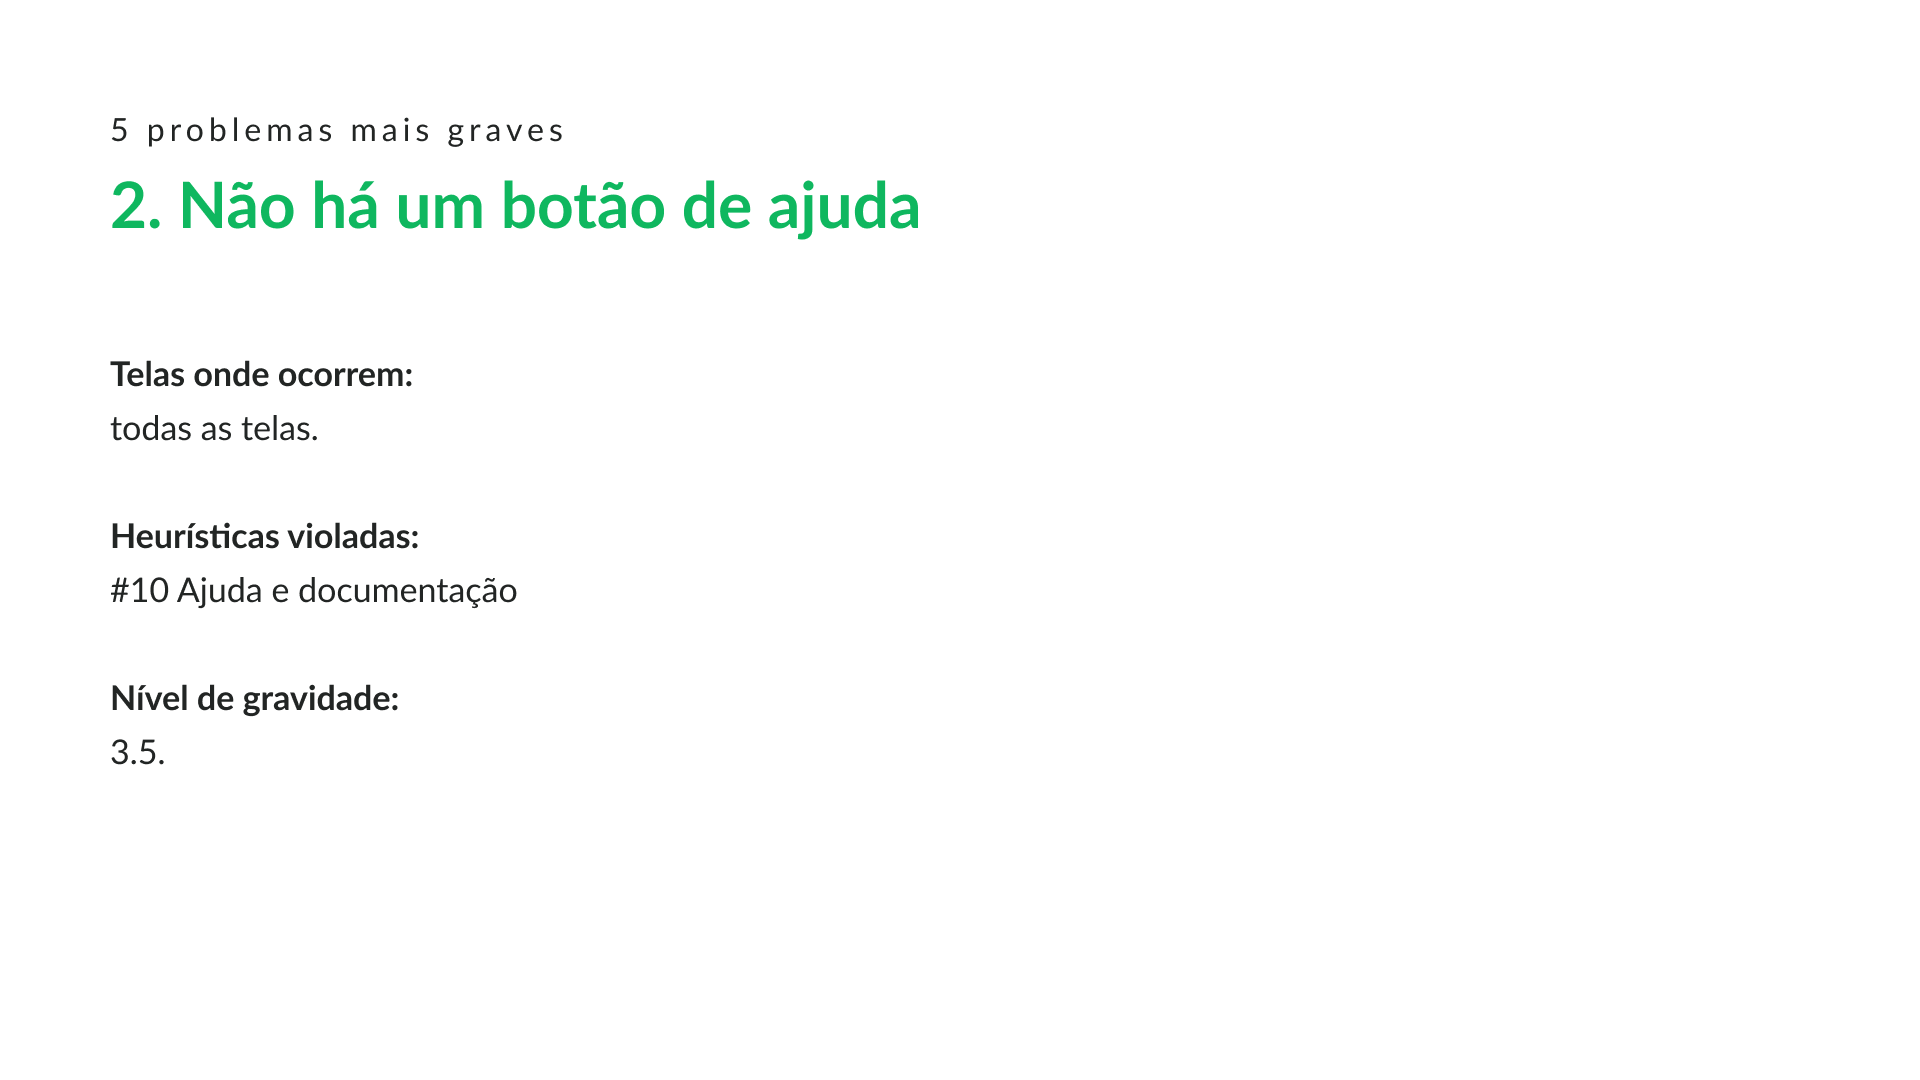 5 problemas mais graves
2. Não há um botão de ajuda
Telas onde ocorrem:
todas as telas.
Heurísticas violadas:
#10 Ajuda e documentação
Nível de gravidade:
3.5.